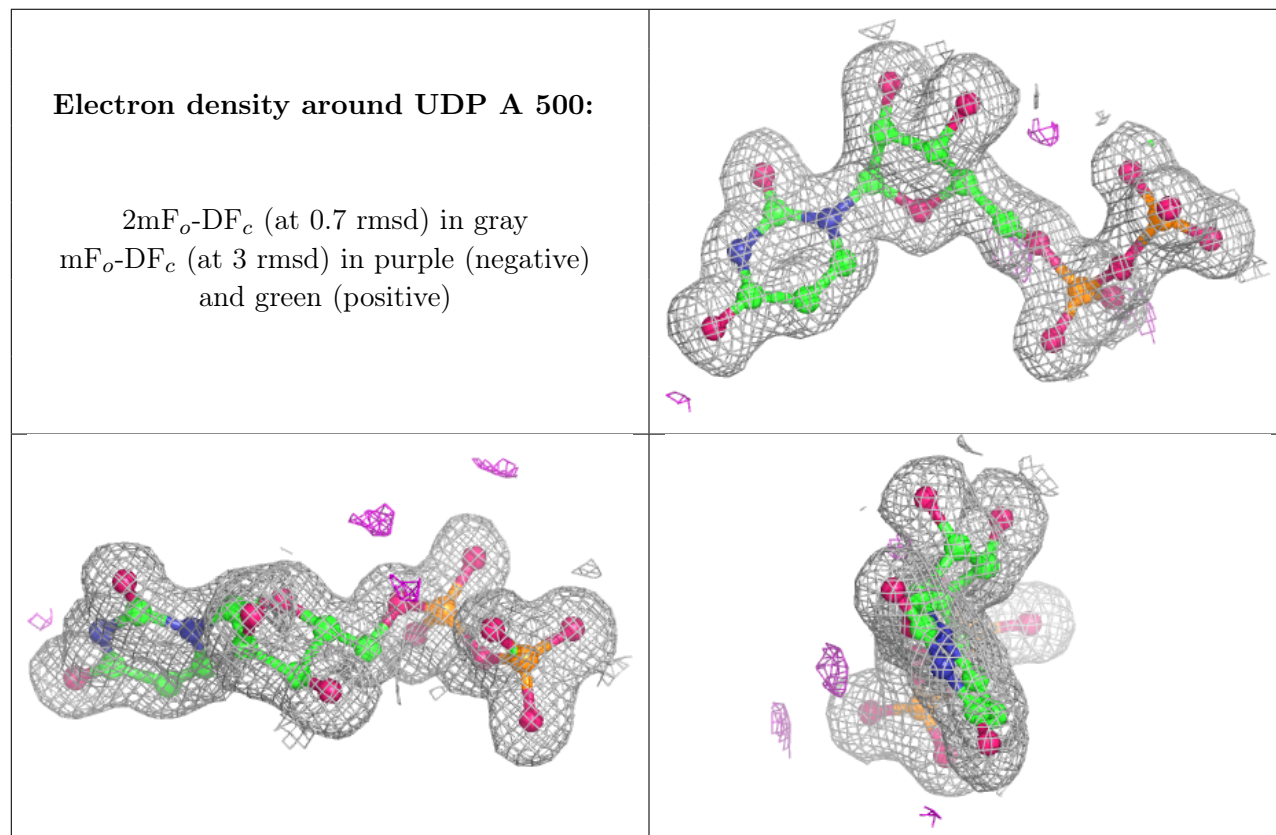 Electron density around UDP A 500:
2mFo-DFc (at 0.7 rmsd) in gray
mFo-DFc (at 3 rmsd) in purple (negative)
and green (positive)